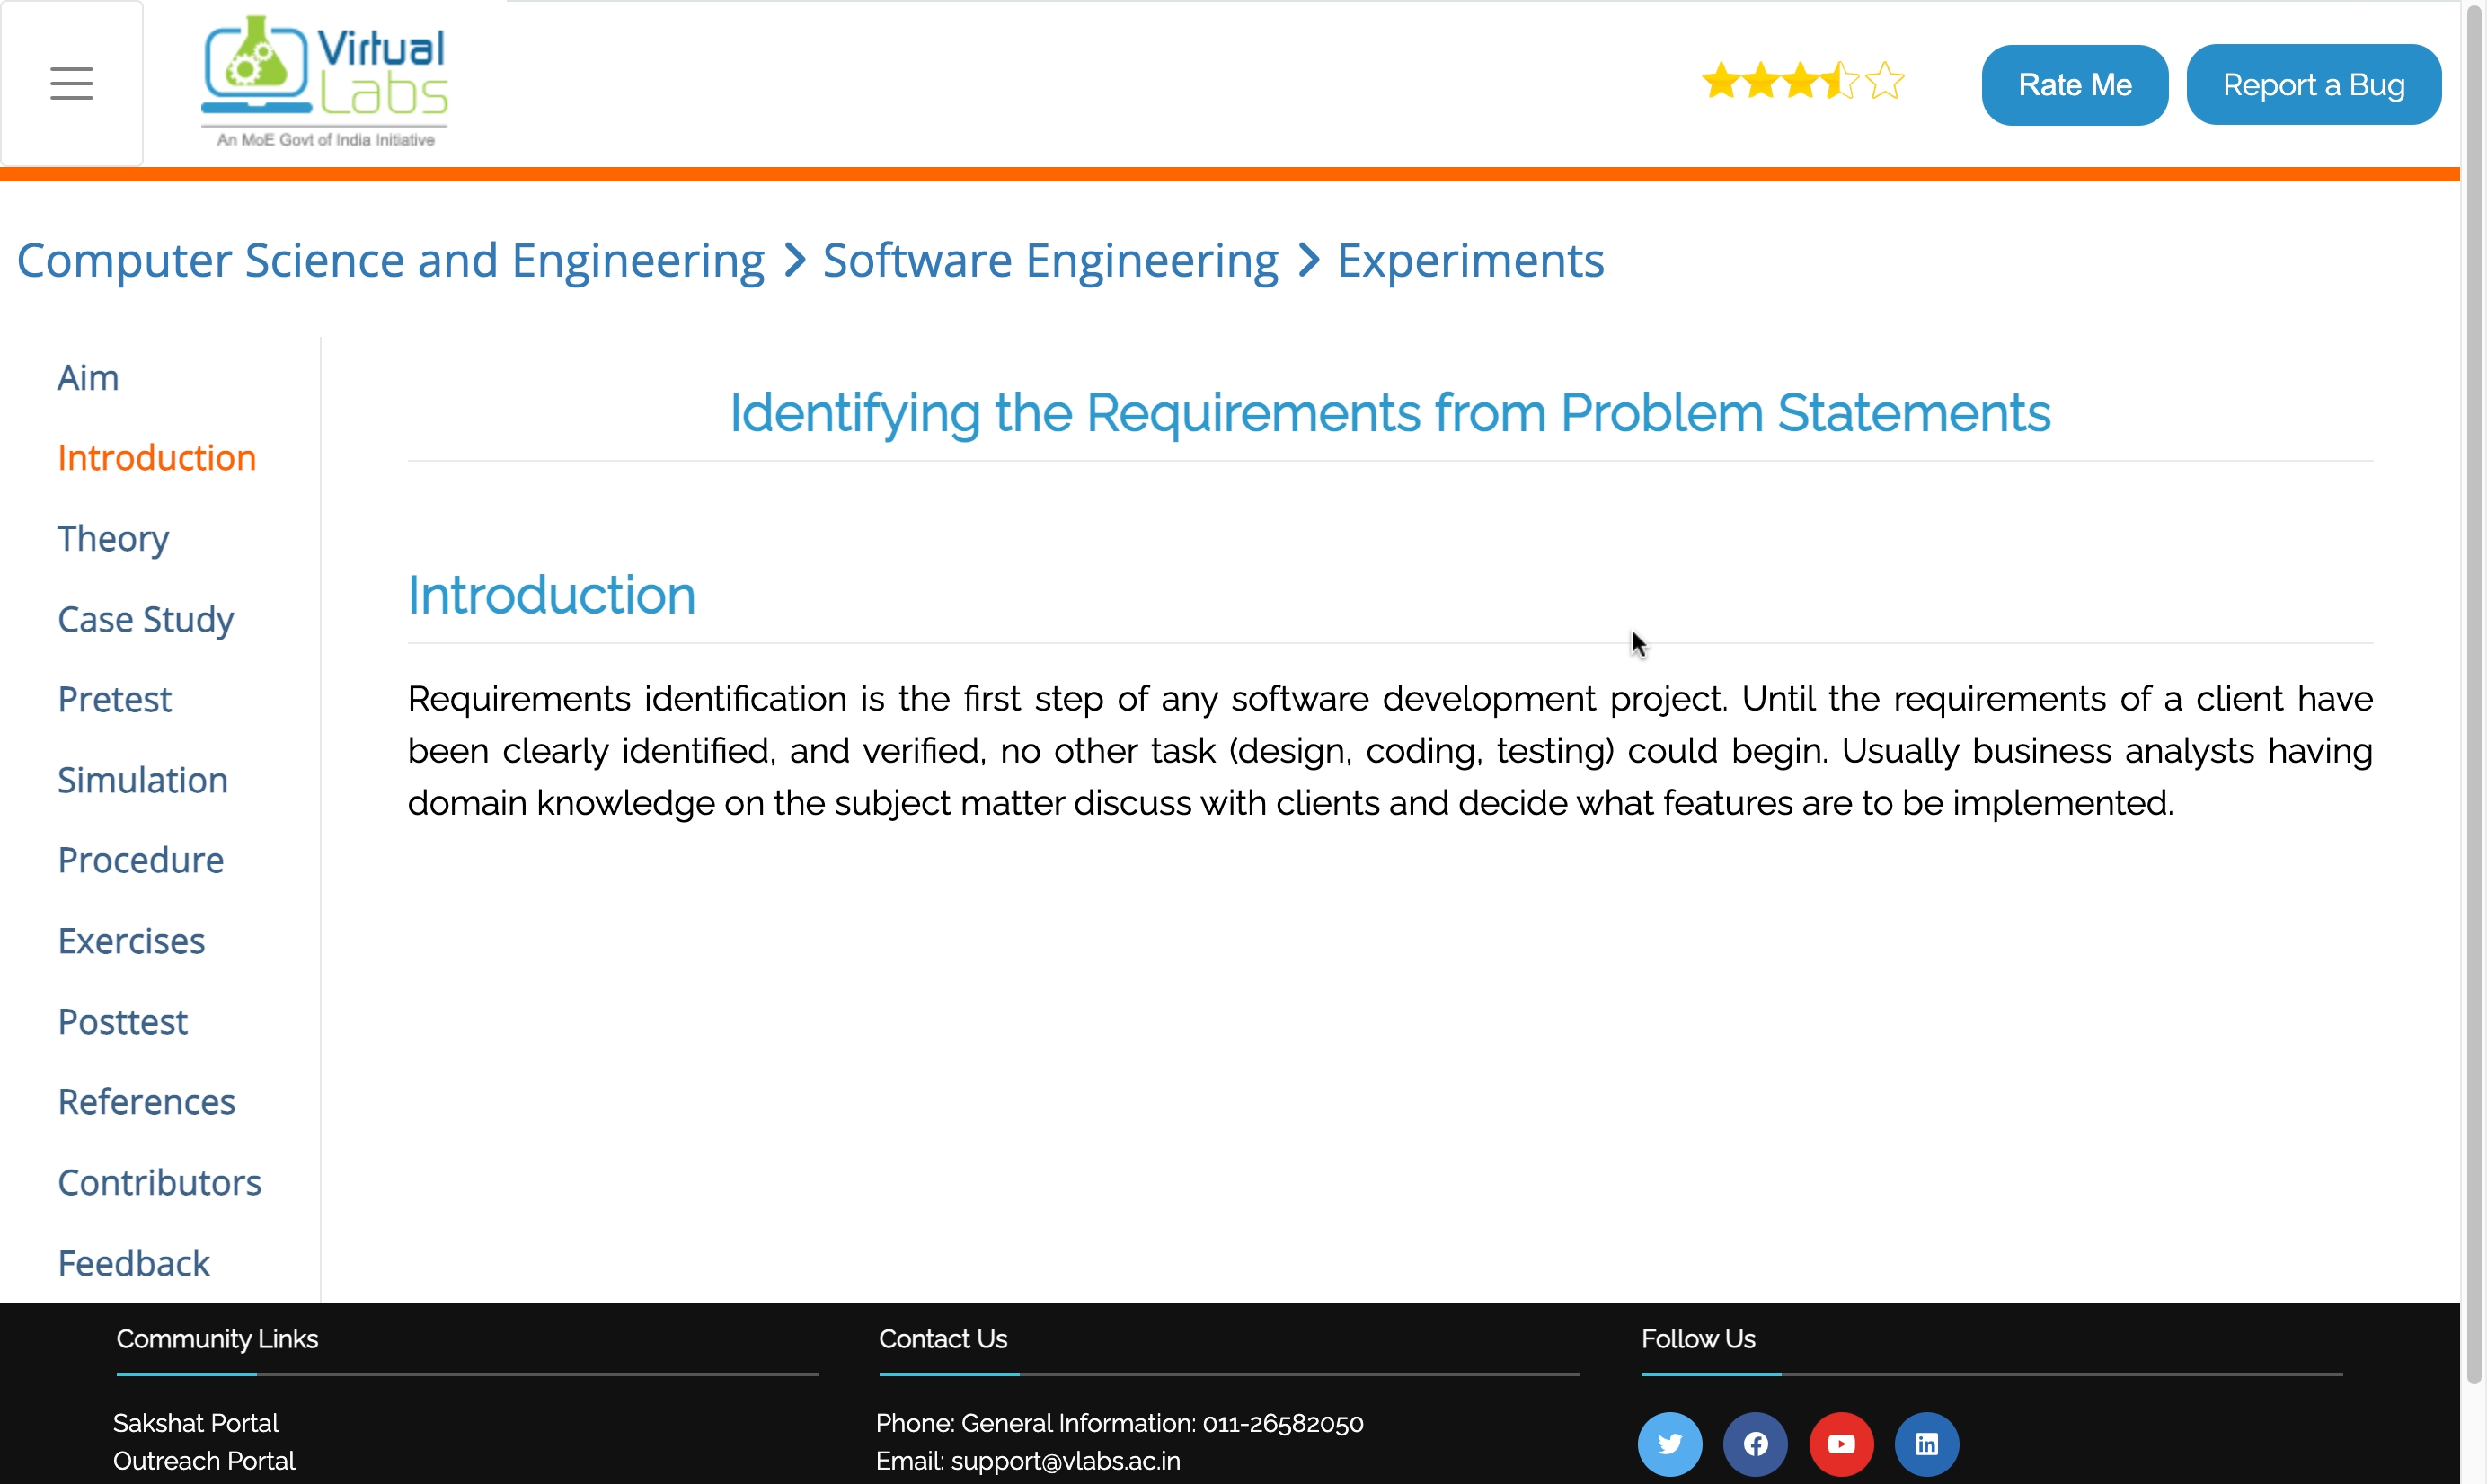 Virtual
Labs
An MoE Govt of India Initiative
Rate Me
Report a Bug
Computer Science and Engineering > Software Engineering > Experiments
Aim
Introduction
Theory
Case Study
Pretest
Simulation
Procedure
Exercises
Posttest
References
Contributors
Feedback
Identifying the Requirements from Problem Statements
Introduction
Requirements identification is the first step of any software development project. Until the requirements of a client have
been clearly identified, and verified, no other task (design, coding, testing) could begin. Usually business analysts having
domain knowledge on the subject matter discuss with clients and decide what features are to be implemented.
Community Links
Sakshat Portal
Outreach Portal
Contact Us
Phone: General Information: 011-26582050
Email: support@vlabs.ac.in
Follow Us